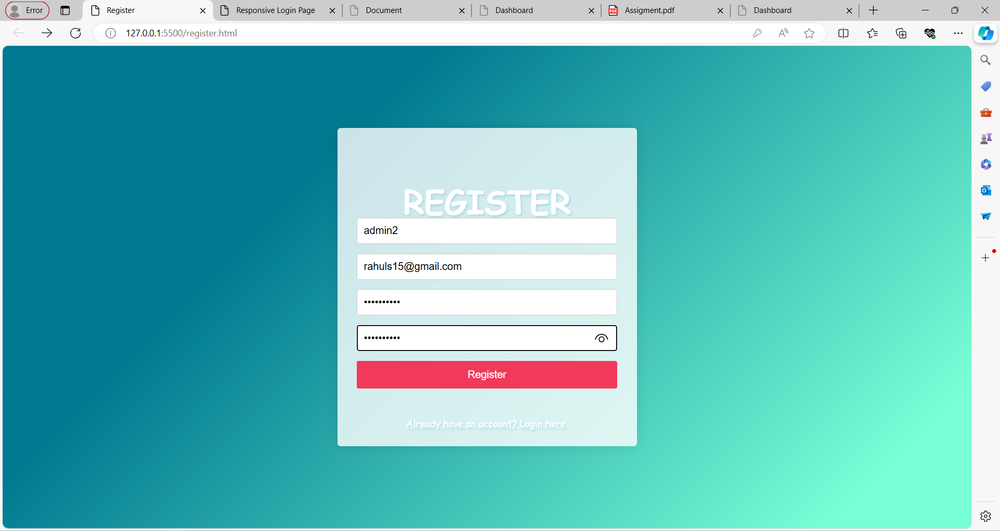 Error
Register
Responsive Login Page
Document
Dashboard
PDF
Assigment.pdf
Dashboard
127.0.0.1:5500/register.html
REGISTER
admin2
rahuls15@gmail.com
••••••••••
••••••••••
Register
Already have an account? Login here.